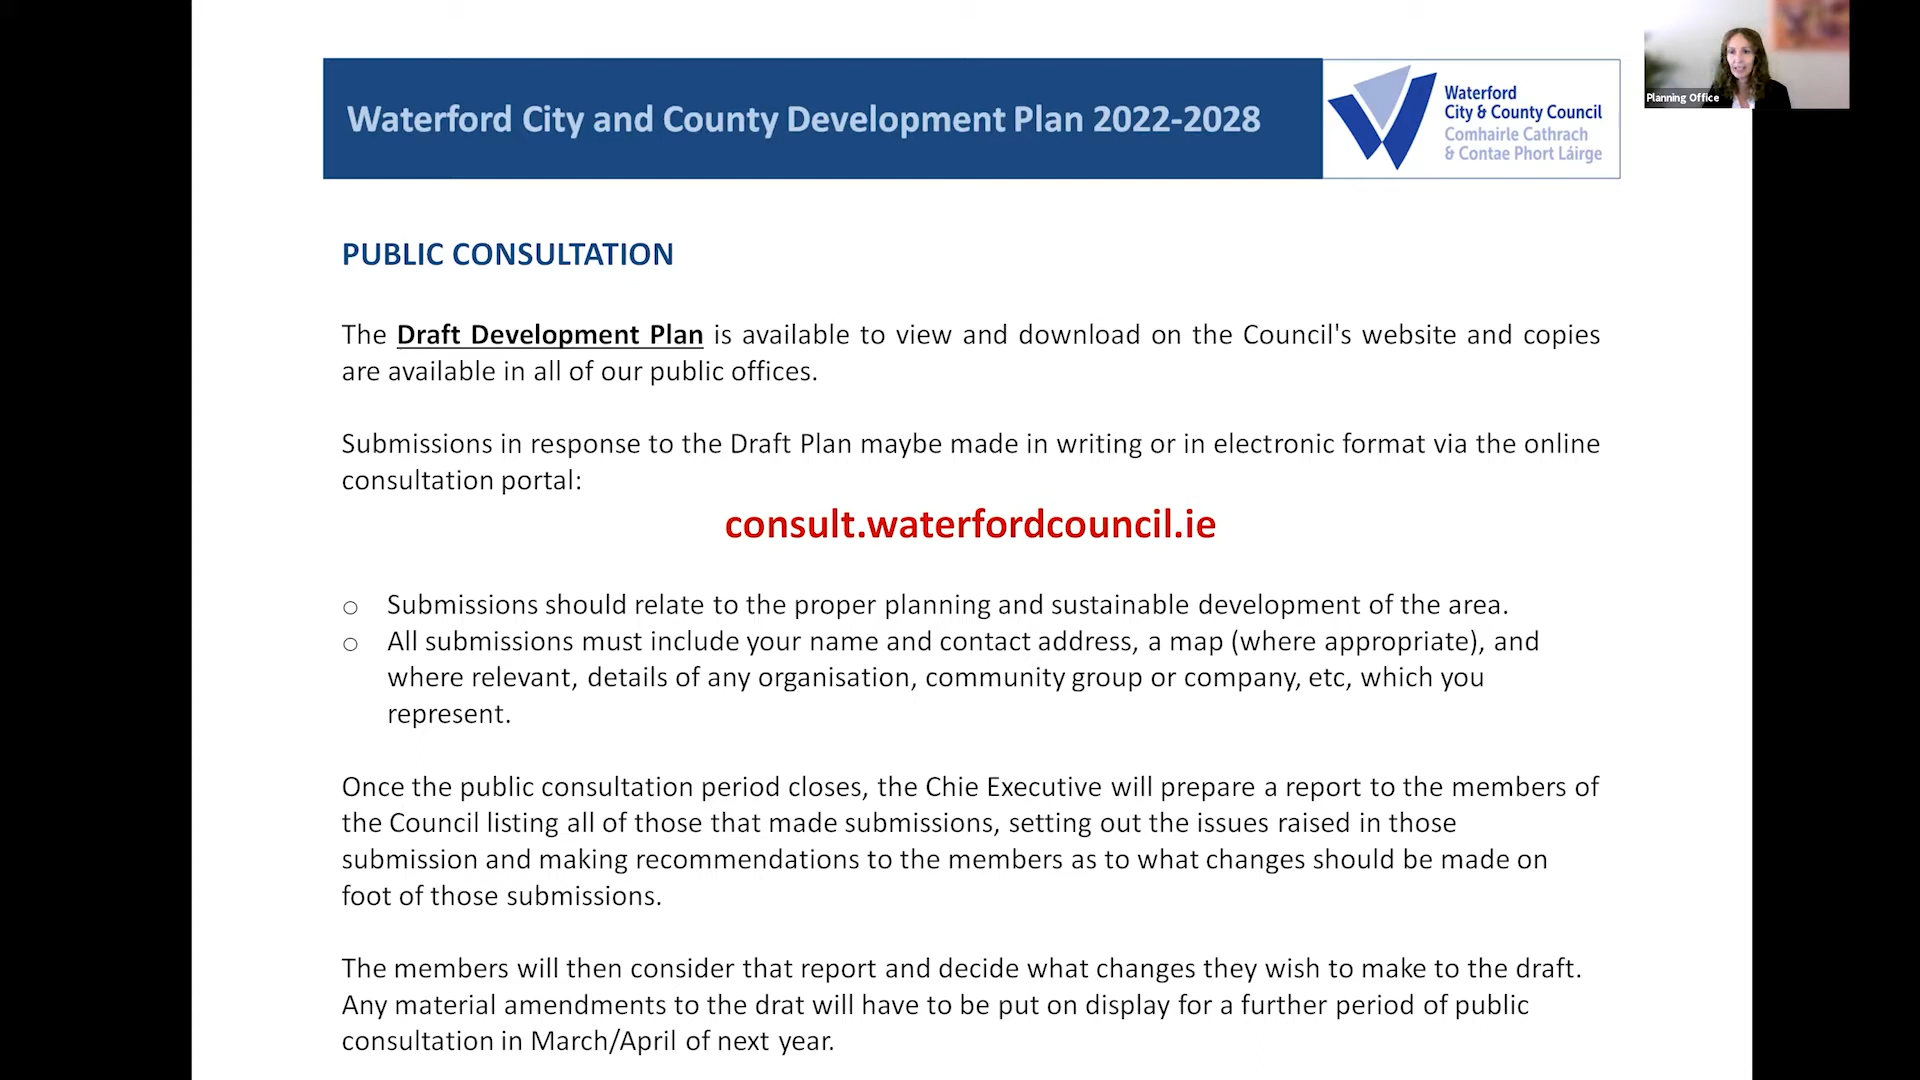 Waterford City and County Development Plan 2022-2028
Waterford
City & County Council
Comhairle Cathrach
& Contae Phort Láirge
Planning Office
PUBLIC CONSULTATION
The Draft Development Plan is available to view and download on the Council's website and copies
are available in all of our public offices.
Submissions in response to the Draft Plan maybe made in writing or in electronic format via the online
consultation portal:
consult.waterfordcouncil.ie
o Submissions should relate to the proper planning and sustainable development of the area.
o All submissions must include your name and contact address, a map (where appropriate), and
where relevant, details of any organisation, community group or company, etc, which you
represent.
Once the public consultation period closes, the Chie Executive will prepare a report to the members of
the Council listing all of those that made submissions, setting out the issues raised in those
submission and making recommendations to the members as to what changes should be made on
foot of those submissions.
The members will then consider that report and decide what changes they wish to make to the draft.
Any material amendments to the drat will have to be put on display for a further period of public
consultation in March/April of next year.